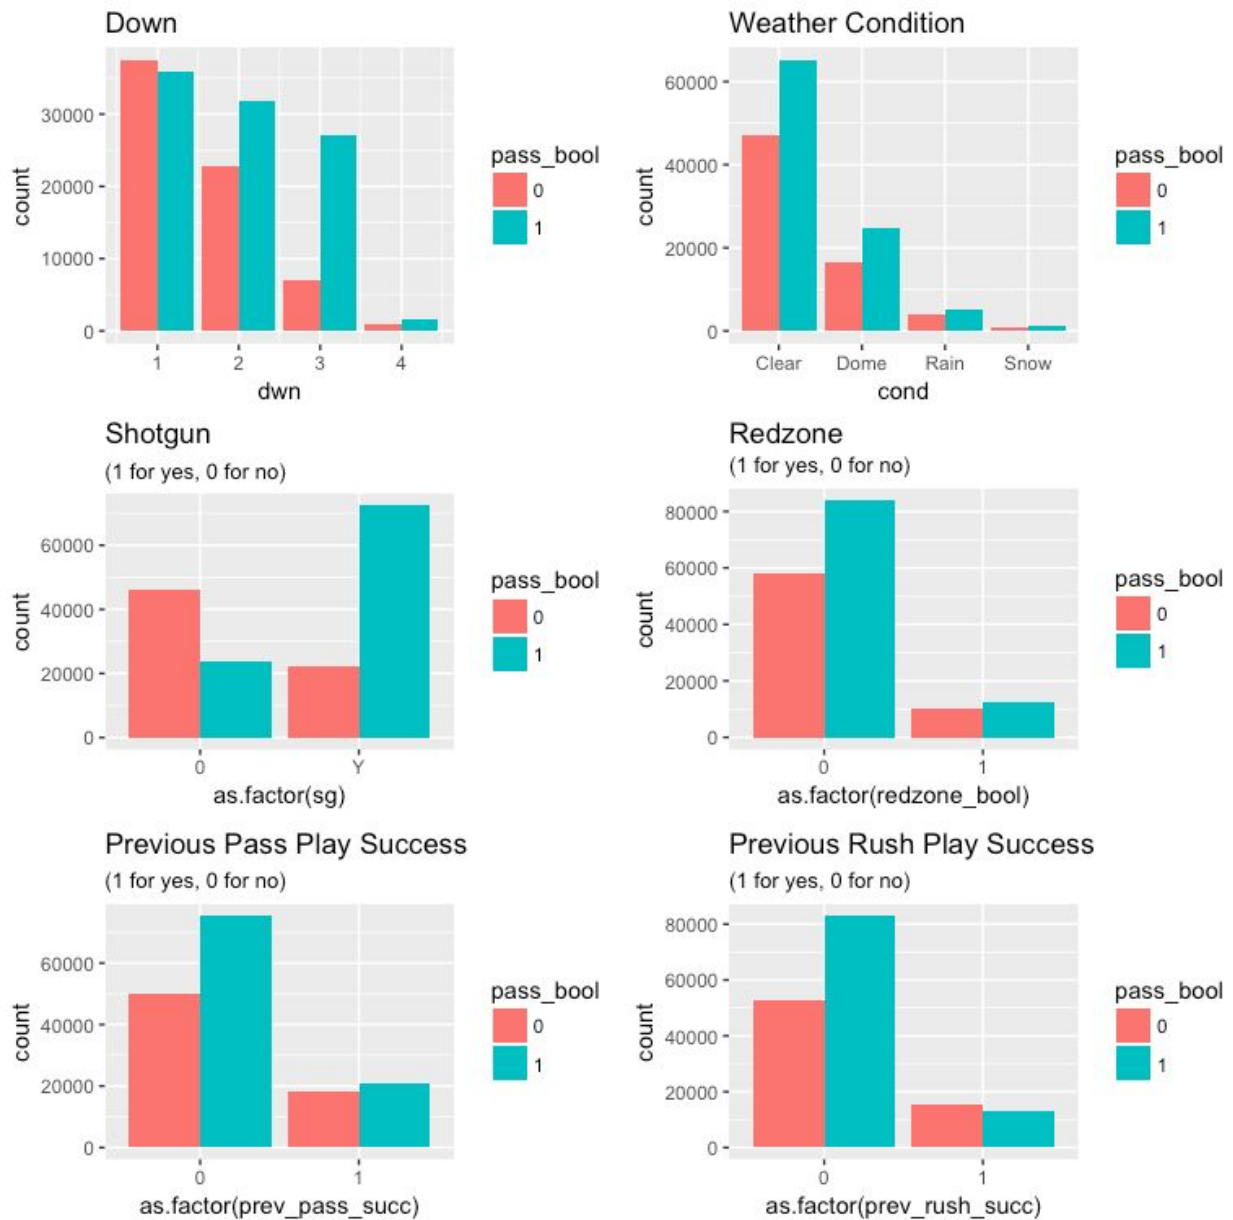 Down
30000
20000
10000
0
count
1 2 3 4
dwn
pass_bool
0
1
Weather Condition
60000
40000
20000
0
count
Clear Dome Rain Snow
cond
pass_bool
0
1
Shotgun
(1 for yes, 0 for no)
60000
40000
20000
0
count
0 Y
as.factor(sg)
pass_bool
0
1
Redzone
(1 for yes, 0 for no)
80000
60000
40000
20000
0
count
0 1
as.factor(redzone_bool)
pass_bool
0
1
Previous Pass Play Success
(1 for yes, 0 for no)
60000
40000
20000
0
count
0 1
as.factor(prev_pass_succ)
pass_bool
0
1
Previous Rush Play Success
(1 for yes, 0 for no)
80000
60000
40000
20000
0
count
0 1
as.factor(prev_rush_succ)
pass_bool
0
1